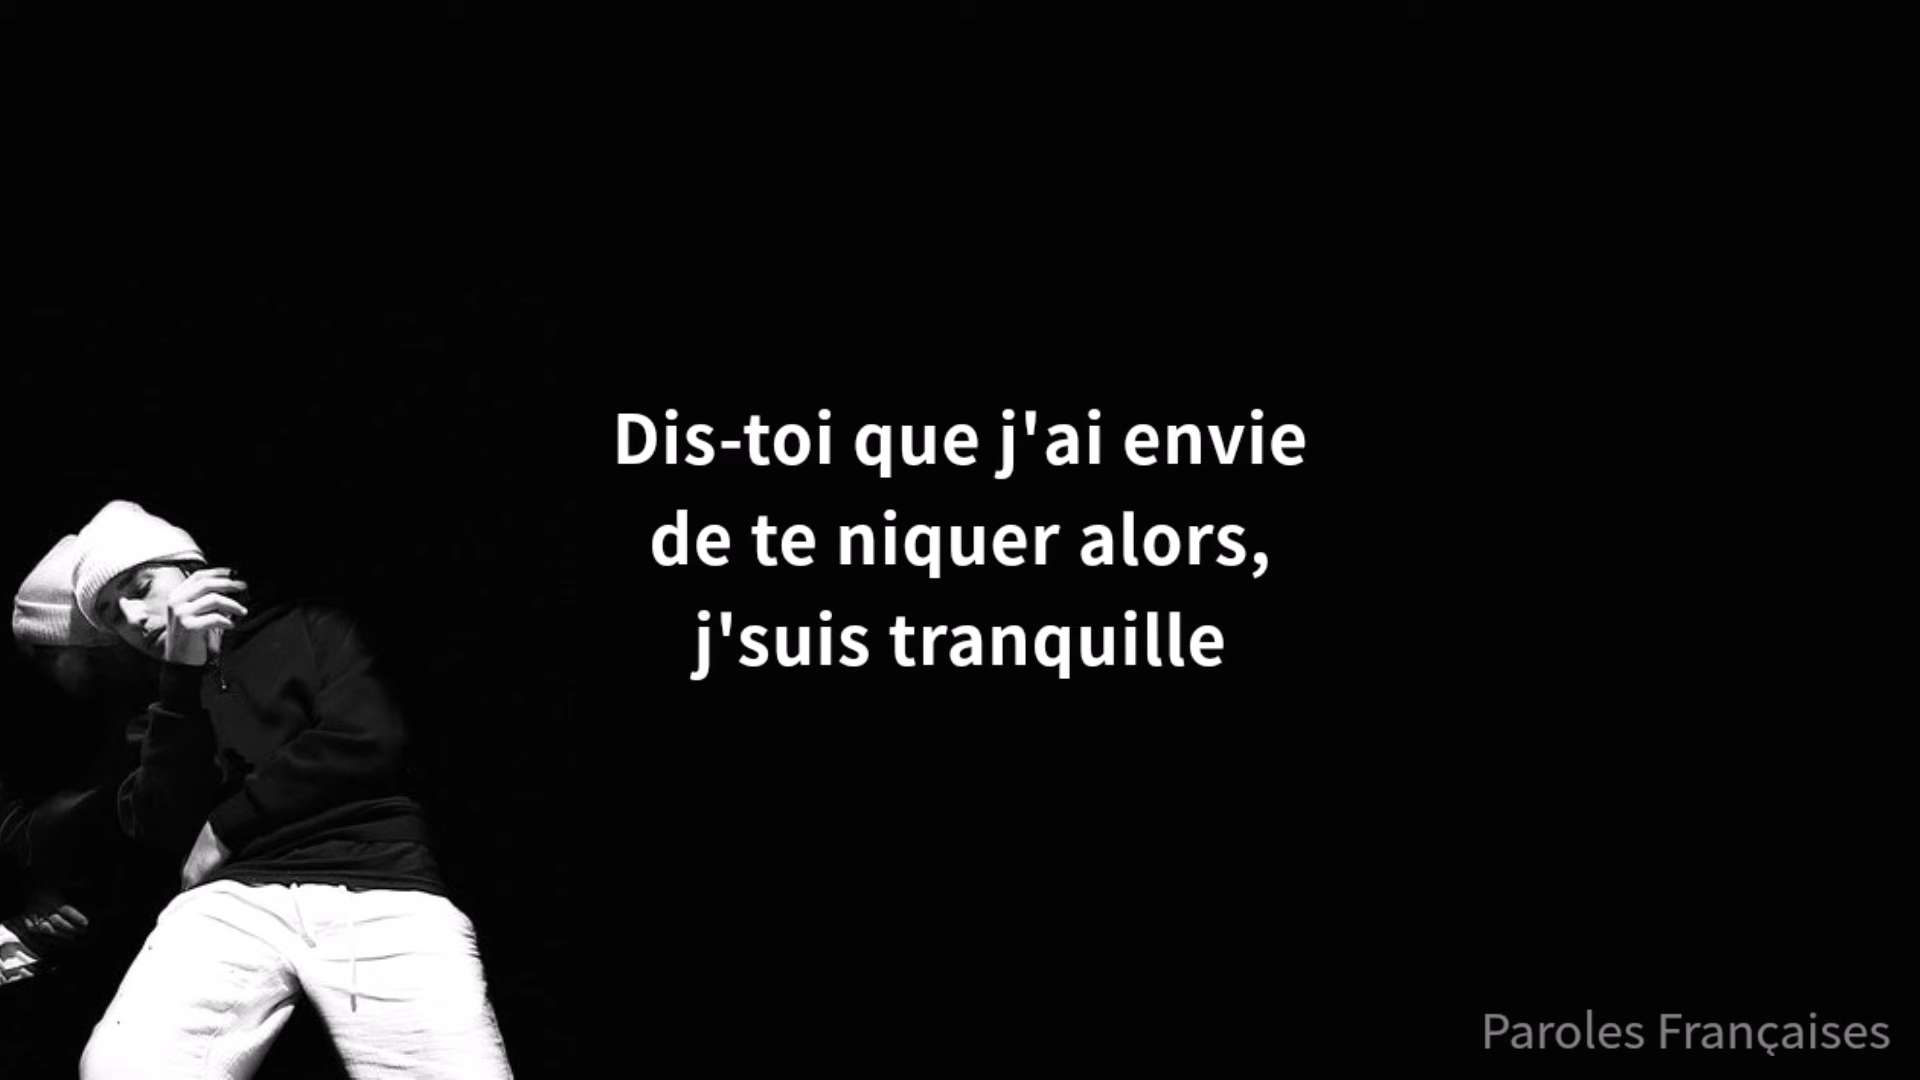 Dis-toi que j'ai envie
de te niquer alors,
j'suis tranquille
Paroles Françaises